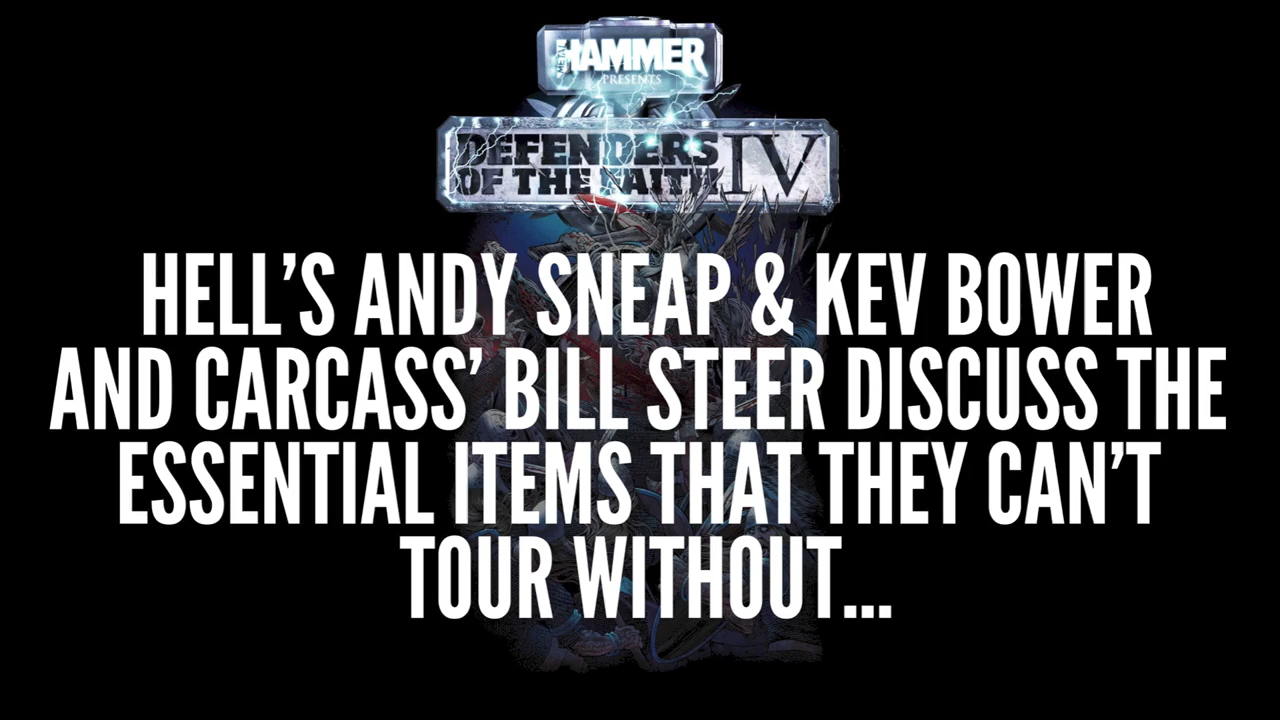 METAL HAMMER
PRESENTS
DEFENDERS
OF THE FAITH IV
HELL’S ANDY SNEAP & KEV BOWER
AND CARCASS’ BILL STEER DISCUSS THE
ESSENTIAL ITEMS THAT THEY CAN’T
TOUR WITHOUT...